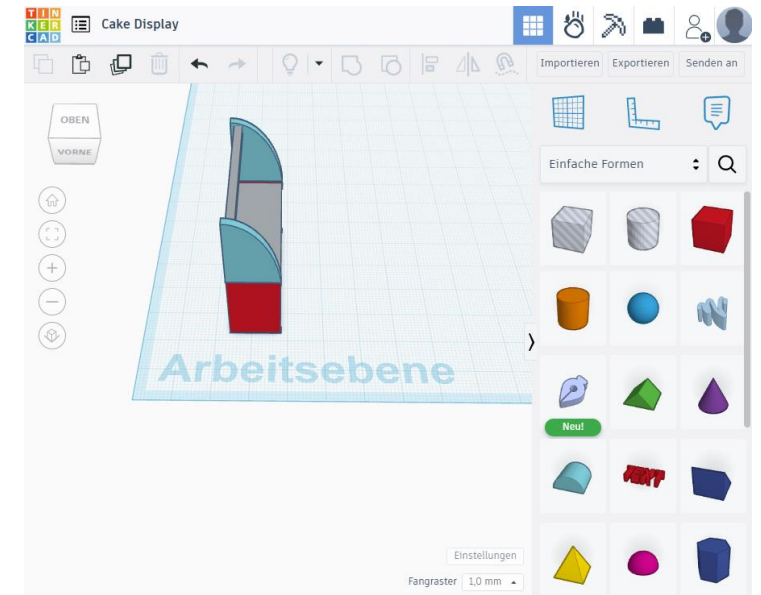 TIN
KER
CAD
Cake Display
Importieren Exportieren Senden an
OBEN
VORNE
Einfache Formen
Neu!
TEXT
Arbeitsebene
Einstellungen
Fangraster 1,0 mm